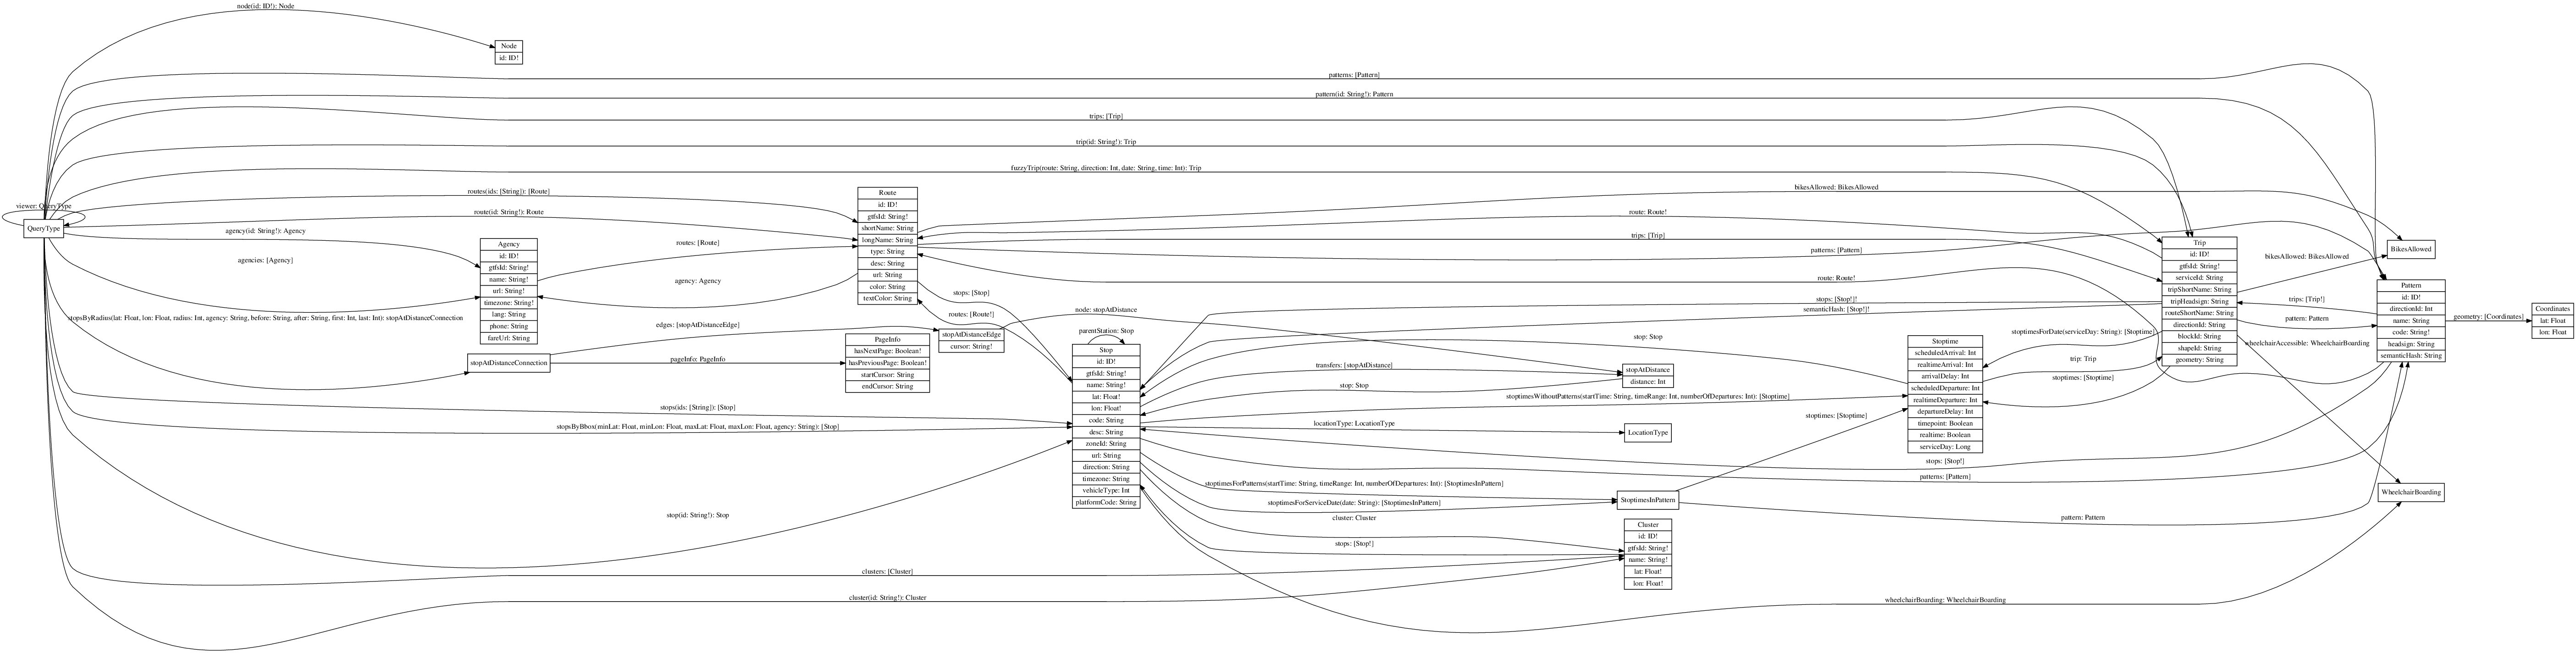 node(id: ID!): Node
Node
id: ID!
patterns: [Pattern]
pattern(id: String!): Pattern
trips: [Trip]
trip(id: String!): Trip
fuzzyTrip(route: String, direction: Int, date: String, time: Int): Trip
viewer: QueryType
QueryType
routes(ids: [String]): [Route]
route(id: String!): Route
agency(id: String!): Agency
agencies: [Agency]
stopsByRadius(lat: Float, lon: Float, radius: Int, agency: String, before: String, after: String, first: Int, last: Int): stopAtDistanceConnection
Agency
id: ID!
gtfsId: String!
name: String!
url: String!
timezone: String!
lang: String
phone: String
fareUrl: String
stopAtDistanceConnection
routes: [Route]
agency: Agency
edges: [stopAtDistanceEdge]
pageInfo: PageInfo
Route
id: ID!
gtfsId: String!
shortName: String
longName: String
type: String
desc: String
url: String
color: String
textColor: String
PageInfo
hasNextPage: Boolean!
hasPreviousPage: Boolean!
startCursor: String
endCursor: String
stopAtDistanceEdge
cursor: String!
stops: [Stop]
routes: [Route!]
node: stopAtDistance
parentStation: Stop
Stop
id: ID!
gtfsId: String!
name: String!
lat: Float!
lon: Float!
code: String
desc: String
zoneId: String
url: String
direction: String
timezone: String
vehicleType: Int
platformCode: String
stops(ids: [String]): [Stop]
stopsByBbox(minLat: Float, minLon: Float, maxLat: Float, maxLon: Float, agency: String): [Stop]
stop(id: String!): Stop
clusters: [Cluster]
cluster(id: String!): Cluster
bikesAllowed: BikesAllowed
route: Route!
trips: [Trip]
patterns: [Pattern]
route: Route!
stops: [Stop!]!
semanticHash: [Stop!]!
stop: Stop
transfers: [stopAtDistance]
stop: Stop
stopAtDistance
distance: Int
stoptimesWithoutPatterns(startTime: String, timeRange: Int, numberOfDepartures: Int): [Stoptime]
locationType: LocationType
LocationType
stoptimes: [Stoptime]
stops: [Stop!]
patterns: [Pattern]
stoptimesForPatterns(startTime: String, timeRange: Int, numberOfDepartures: Int): [StoptimesInPattern]
stoptimesForServiceDate(date: String): [StoptimesInPattern]
StoptimesInPattern
pattern: Pattern
cluster: Cluster
stops: [Stop!]
Cluster
id: ID!
gtfsId: String!
name: String!
lat: Float!
lon: Float!
wheelchairBoarding: WheelchairBoarding
Stoptime
scheduledArrival: Int
realtimeArrival: Int
arrivalDelay: Int
scheduledDeparture: Int
realtimeDeparture: Int
departureDelay: Int
timepoint: Boolean
realtime: Boolean
serviceDay: Long
stoptimesForDate(serviceDay: String): [Stoptime]
trip: Trip
stoptimes: [Stoptime]
Trip
id: ID!
gtfsId: String!
serviceId: String
tripShortName: String
tripHeadsign: String
routeShortName: String
directionId: String
blockId: String
shapeId: String
geometry: String
bikesAllowed: BikesAllowed
trips: [Trip!]
pattern: Pattern
wheelchairAccessible: WheelchairBoarding
BikesAllowed
Pattern
id: ID!
directionId: Int
name: String
code: String!
headsign: String
semanticHash: String
WheelchairBoarding
geometry: [Coordinates]
Coordinates
lat: Float
lon: Float